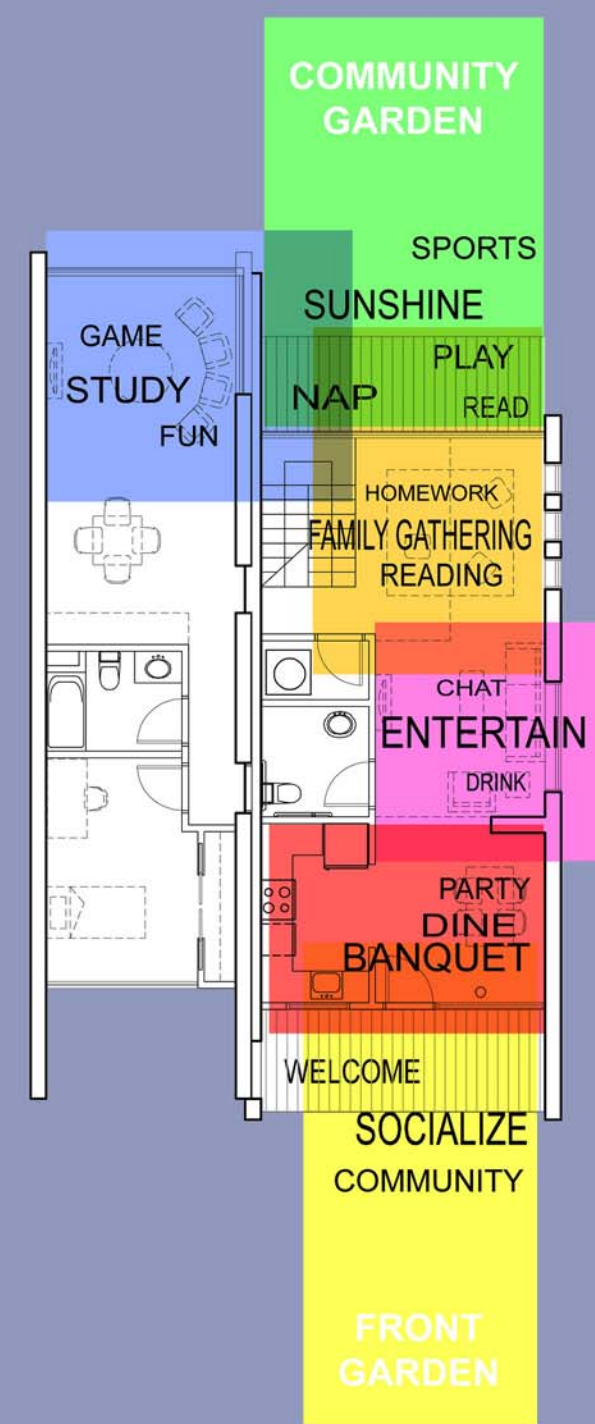 COMMUNITY
GARDEN
SPORTS
SUNSHINE
GAME
PLAY
STUDY
NAP
READ
FUN
HOMEWORK
FAMILY GATHERING
READING
CHAT
ENTERTAIN
DRINK
PARTY
DINE
BANQUET
WELCOME
SOCIALIZE
COMMUNITY
FRONT
GARDEN